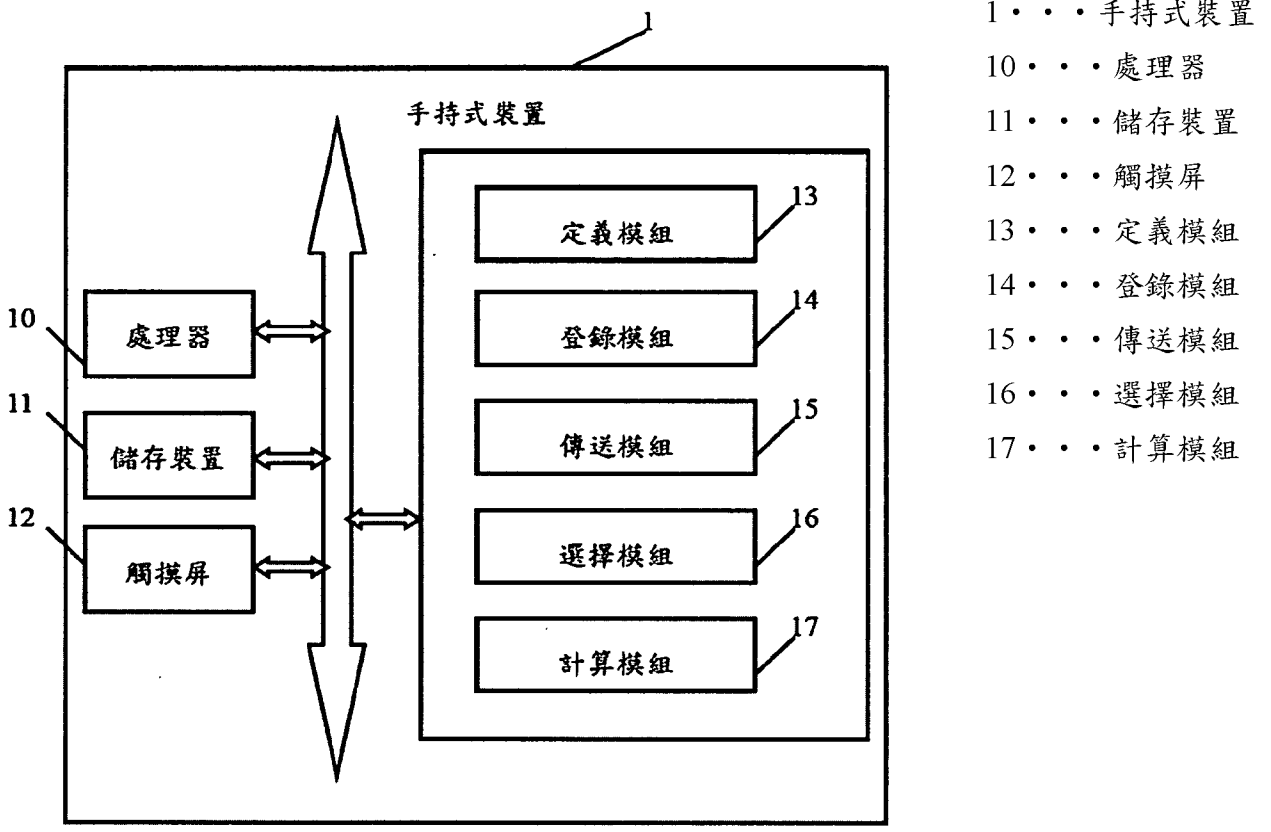 1
手持式裝置
13
定義模組
14
登錄模組
10
處理器
15
傳送模組
11
儲存裝置
16
選擇模組
12
觸摸屏
17
計算模組
1・・・手持式裝置
10・・・處理器
11・・・儲存裝置
12・・・觸摸屏
13・・・定義模組
14・・・登錄模組
15・・・傳送模組
16・・・選擇模組
17・・・計算模組